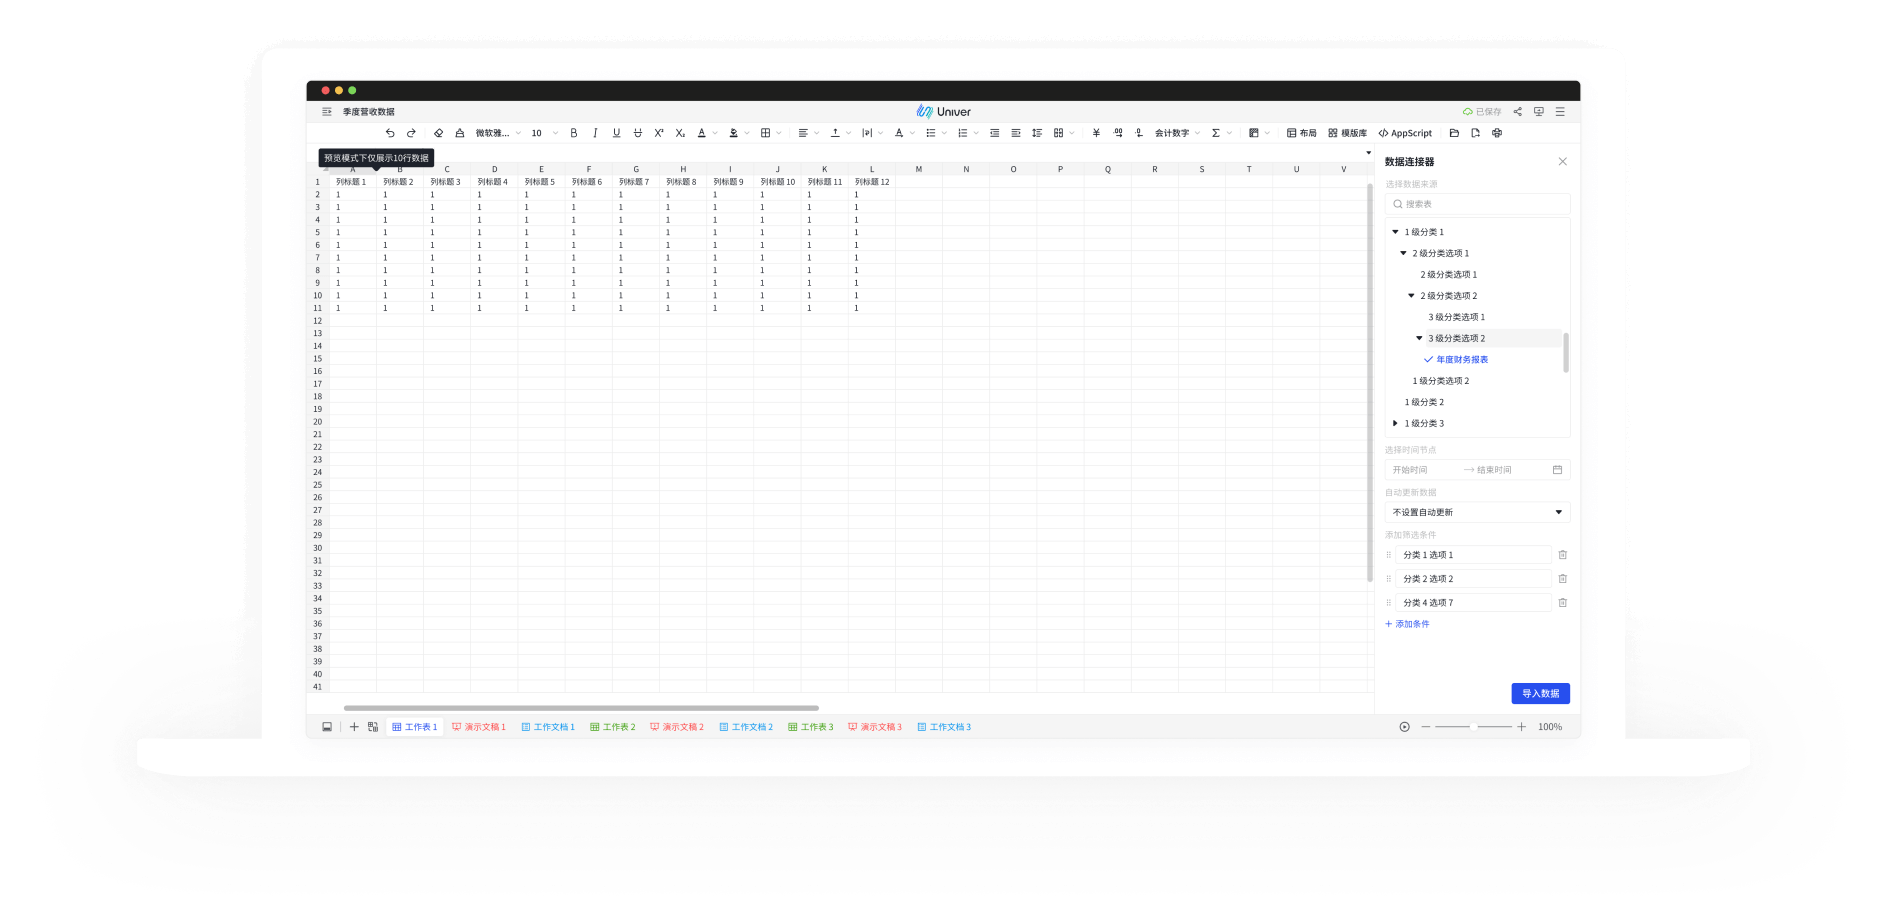 季度营收数据
Univer
已保存
微软雅... 10 会计数字 布局 模版库 AppScript
预览模式下仅展示10行数据
A B C D E F G H I J K L M N O P Q R S T U V
1 列标题 1 列标题 2 列标题 3 列标题 4 列标题 5 列标题 6 列标题 7 列标题 8 列标题 9 列标题 10 列标题 11 列标题 12
2 1 1 1 1 1 1 1 1 1 1 1 1
3 1 1 1 1 1 1 1 1 1 1 1 1
4 1 1 1 1 1 1 1 1 1 1 1 1
5 1 1 1 1 1 1 1 1 1 1 1 1
6 1 1 1 1 1 1 1 1 1 1 1 1
7 1 1 1 1 1 1 1 1 1 1 1 1
8 1 1 1 1 1 1 1 1 1 1 1 1
9 1 1 1 1 1 1 1 1 1 1 1 1
10 1 1 1 1 1 1 1 1 1 1 1 1
11 1 1 1 1 1 1 1 1 1 1 1 1
12
13
14
15
16
17
18
19
20
21
22
23
24
25
26
27
28
29
30
31
32
33
34
35
36
37
38
39
40
41
数据连接器
选择数据来源
搜索表
1 级分类 1
2 级分类选项 1
2 级分类选项 1
2 级分类选项 2
3 级分类选项 1
3 级分类选项 2
年度财务报表
1 级分类选项 2
1 级分类 2
1 级分类 3
选择时间节点
开始时间 → 结束时间
自动更新数据
不设置自动更新
添加筛选条件
分类 1 选项 1
分类 2 选项 2
分类 4 选项 7
+ 添加条件
导入数据
工作表 1 演示文稿 1 工作文档 1 工作表 2 演示文稿 2 工作文档 2 工作表 3 演示文稿 3 工作文档 3
100%